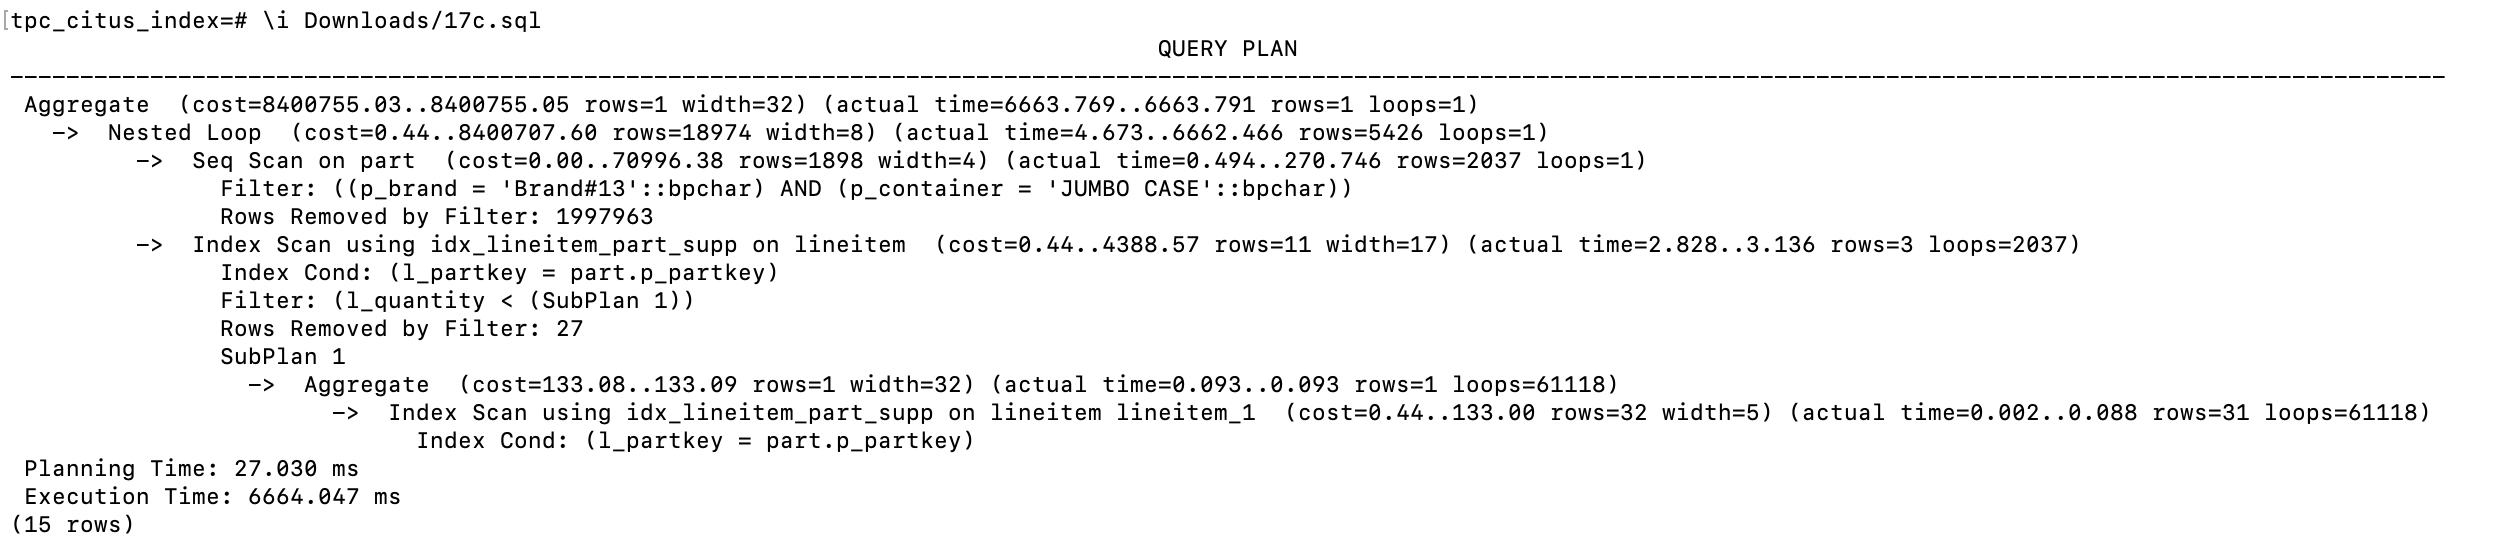 tpc_citus_index=# \i Downloads/17c.sql
QUERY PLAN
------------------------------------------------------------------------------------------------------------------------------------------------------------------------------
Aggregate  (cost=8400755.03..8400755.05 rows=1 width=32) (actual time=6663.769..6663.791 rows=1 loops=1)
->  Nested Loop  (cost=0.44..8400707.60 rows=18974 width=8) (actual time=4.673..6662.466 rows=5426 loops=1)
->  Seq Scan on part  (cost=0.00..70996.38 rows=1898 width=4) (actual time=0.494..270.746 rows=2037 loops=1)
Filter: ((p_brand = 'Brand#13'::bpchar) AND (p_container = 'JUMBO CASE'::bpchar))
Rows Removed by Filter: 1997963
->  Index Scan using idx_lineitem_part_supp on lineitem  (cost=0.44..4388.57 rows=11 width=17) (actual time=2.828..3.136 rows=3 loops=2037)
Index Cond: (l_partkey = part.p_partkey)
Filter: (l_quantity < (SubPlan 1))
Rows Removed by Filter: 27
SubPlan 1
->  Aggregate  (cost=133.08..133.09 rows=1 width=32) (actual time=0.093..0.093 rows=1 loops=61118)
->  Index Scan using idx_lineitem_part_supp on lineitem lineitem_1  (cost=0.44..133.00 rows=32 width=5) (actual time=0.002..0.088 rows=31 loops=61118)
Index Cond: (l_partkey = part.p_partkey)
Planning Time: 27.030 ms
Execution Time: 6664.047 ms
(15 rows)